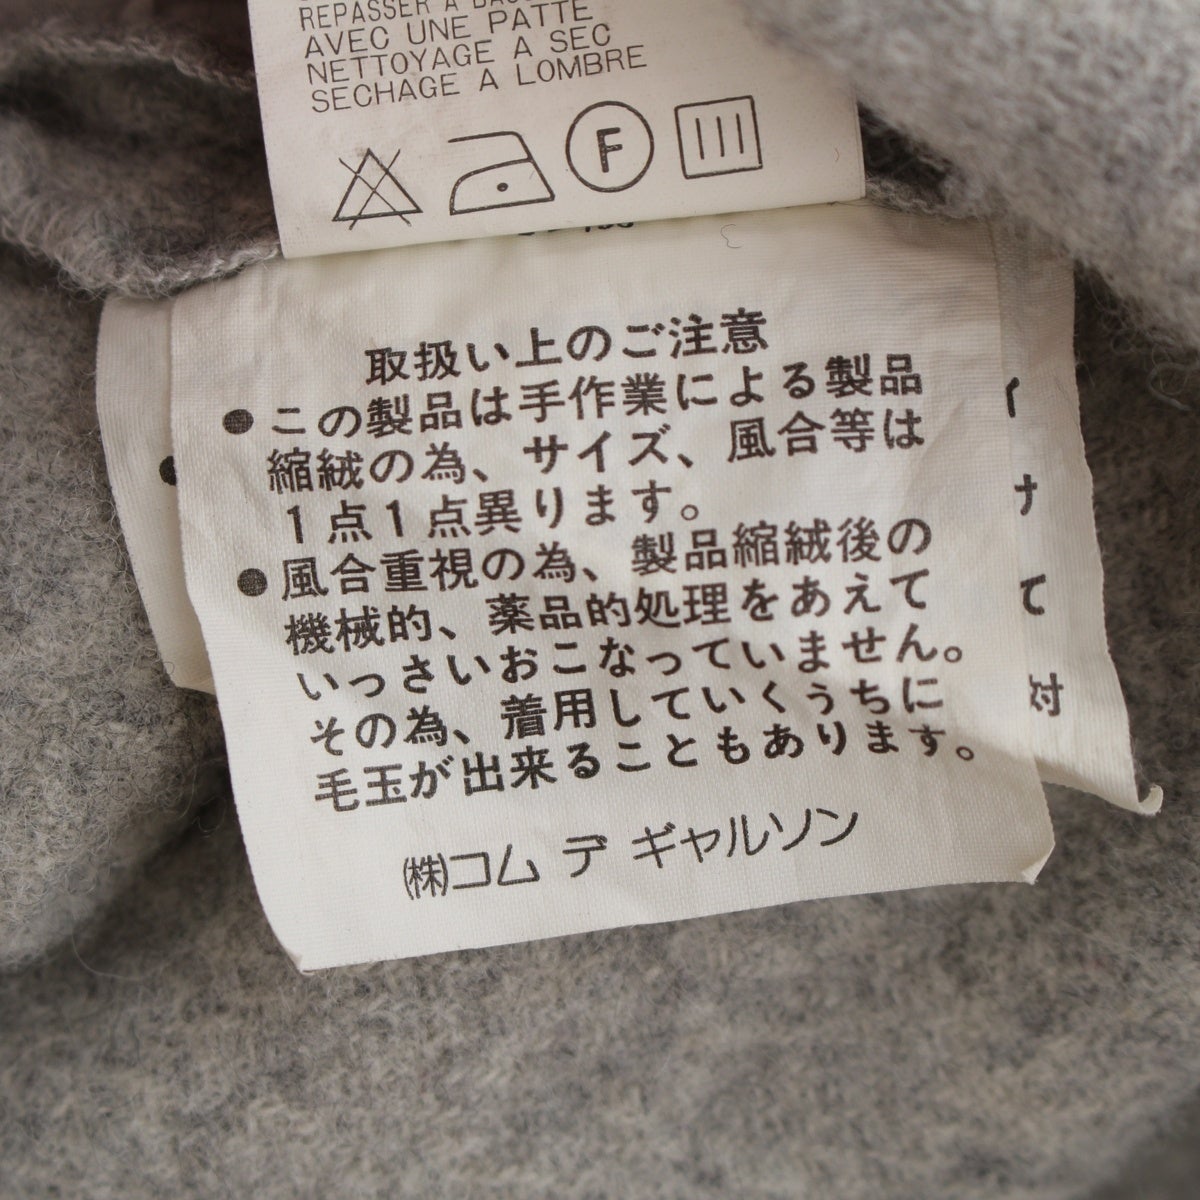 REPASSER A
AVEC UNE PATTE
NETTOYAGE A SEC
SECHAGE A LOMBRE
F
取扱い上のご注意
●この製品は手作業による製品
縮絨の為、サイズ、風合等は
1点1点異ります。
●風合重視の為、製品縮絨後の
機械的、薬品的処理をあえて
いっさいおこなっていません。
その為、着用していくうちに
毛玉が出来ることもあります。
㈱コム デ ギャルソン
て
対